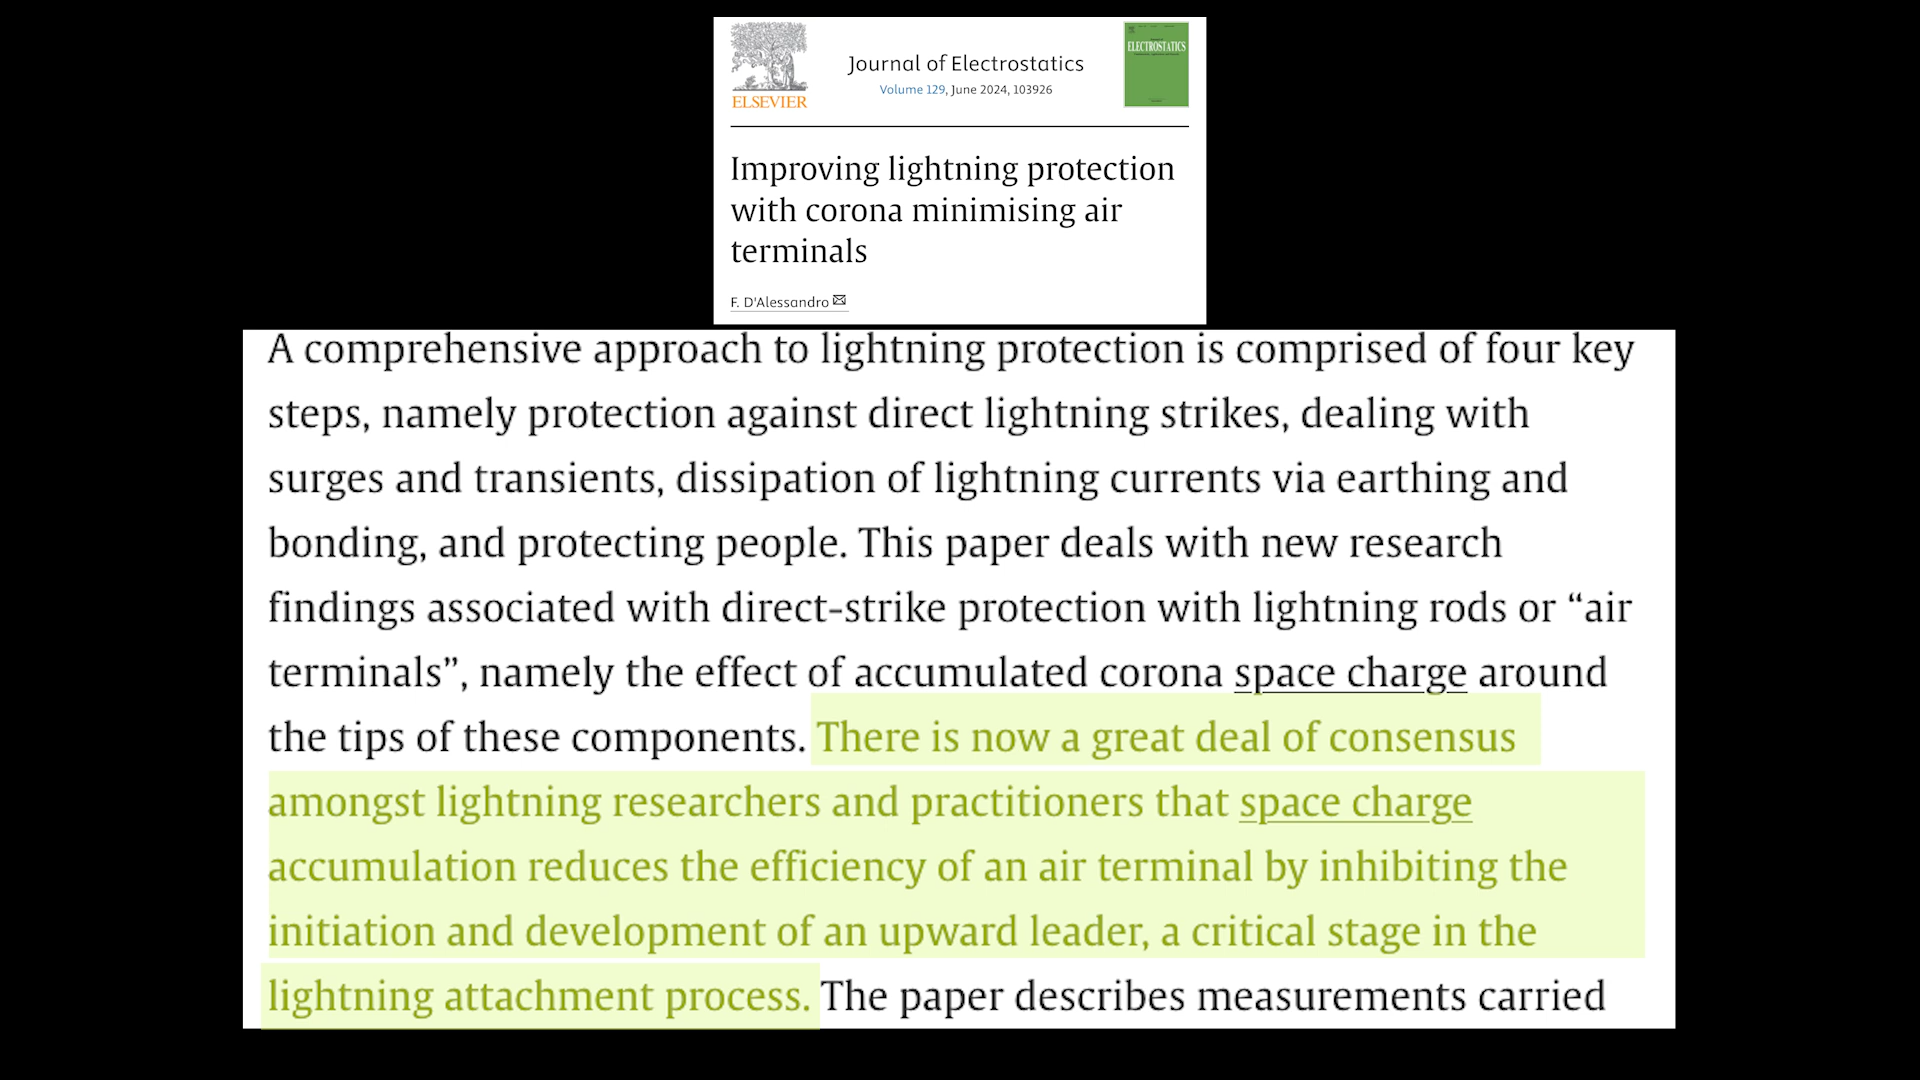 ELSEVIER
Journal of Electrostatics
Volume 129, June 2024, 103926
ELECTROSTATICS
Improving lightning protection
with corona minimising air
terminals
F. D'Alessandro
A comprehensive approach to lightning protection is comprised of four key
steps, namely protection against direct lightning strikes, dealing with
surges and transients, dissipation of lightning currents via earthing and
bonding, and protecting people. This paper deals with new research
findings associated with direct-strike protection with lightning rods or “air
terminals”, namely the effect of accumulated corona space charge around
the tips of these components. There is now a great deal of consensus
amongst lightning researchers and practitioners that space charge
accumulation reduces the efficiency of an air terminal by inhibiting the
initiation and development of an upward leader, a critical stage in the
lightning attachment process. The paper describes measurements carried